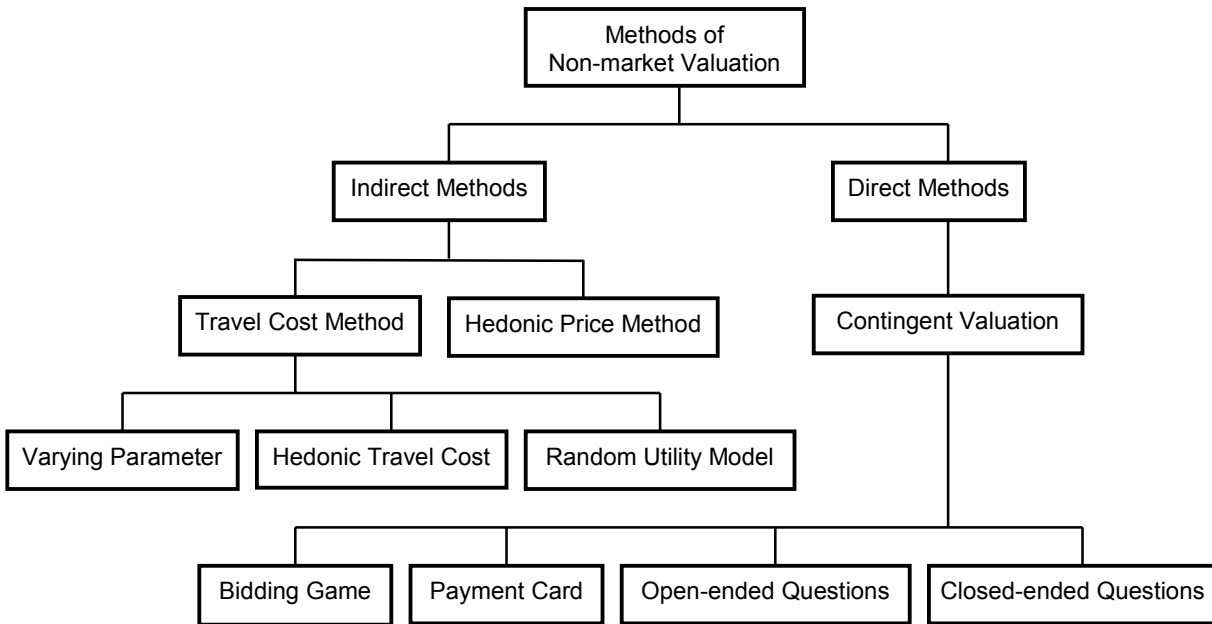 Methods of
Non-market Valuation
Indirect Methods
Direct Methods
Travel Cost Method
Hedonic Price Method
Contingent Valuation
Varying Parameter
Hedonic Travel Cost
Random Utility Model
Bidding Game
Payment Card
Open-ended Questions
Closed-ended Questions